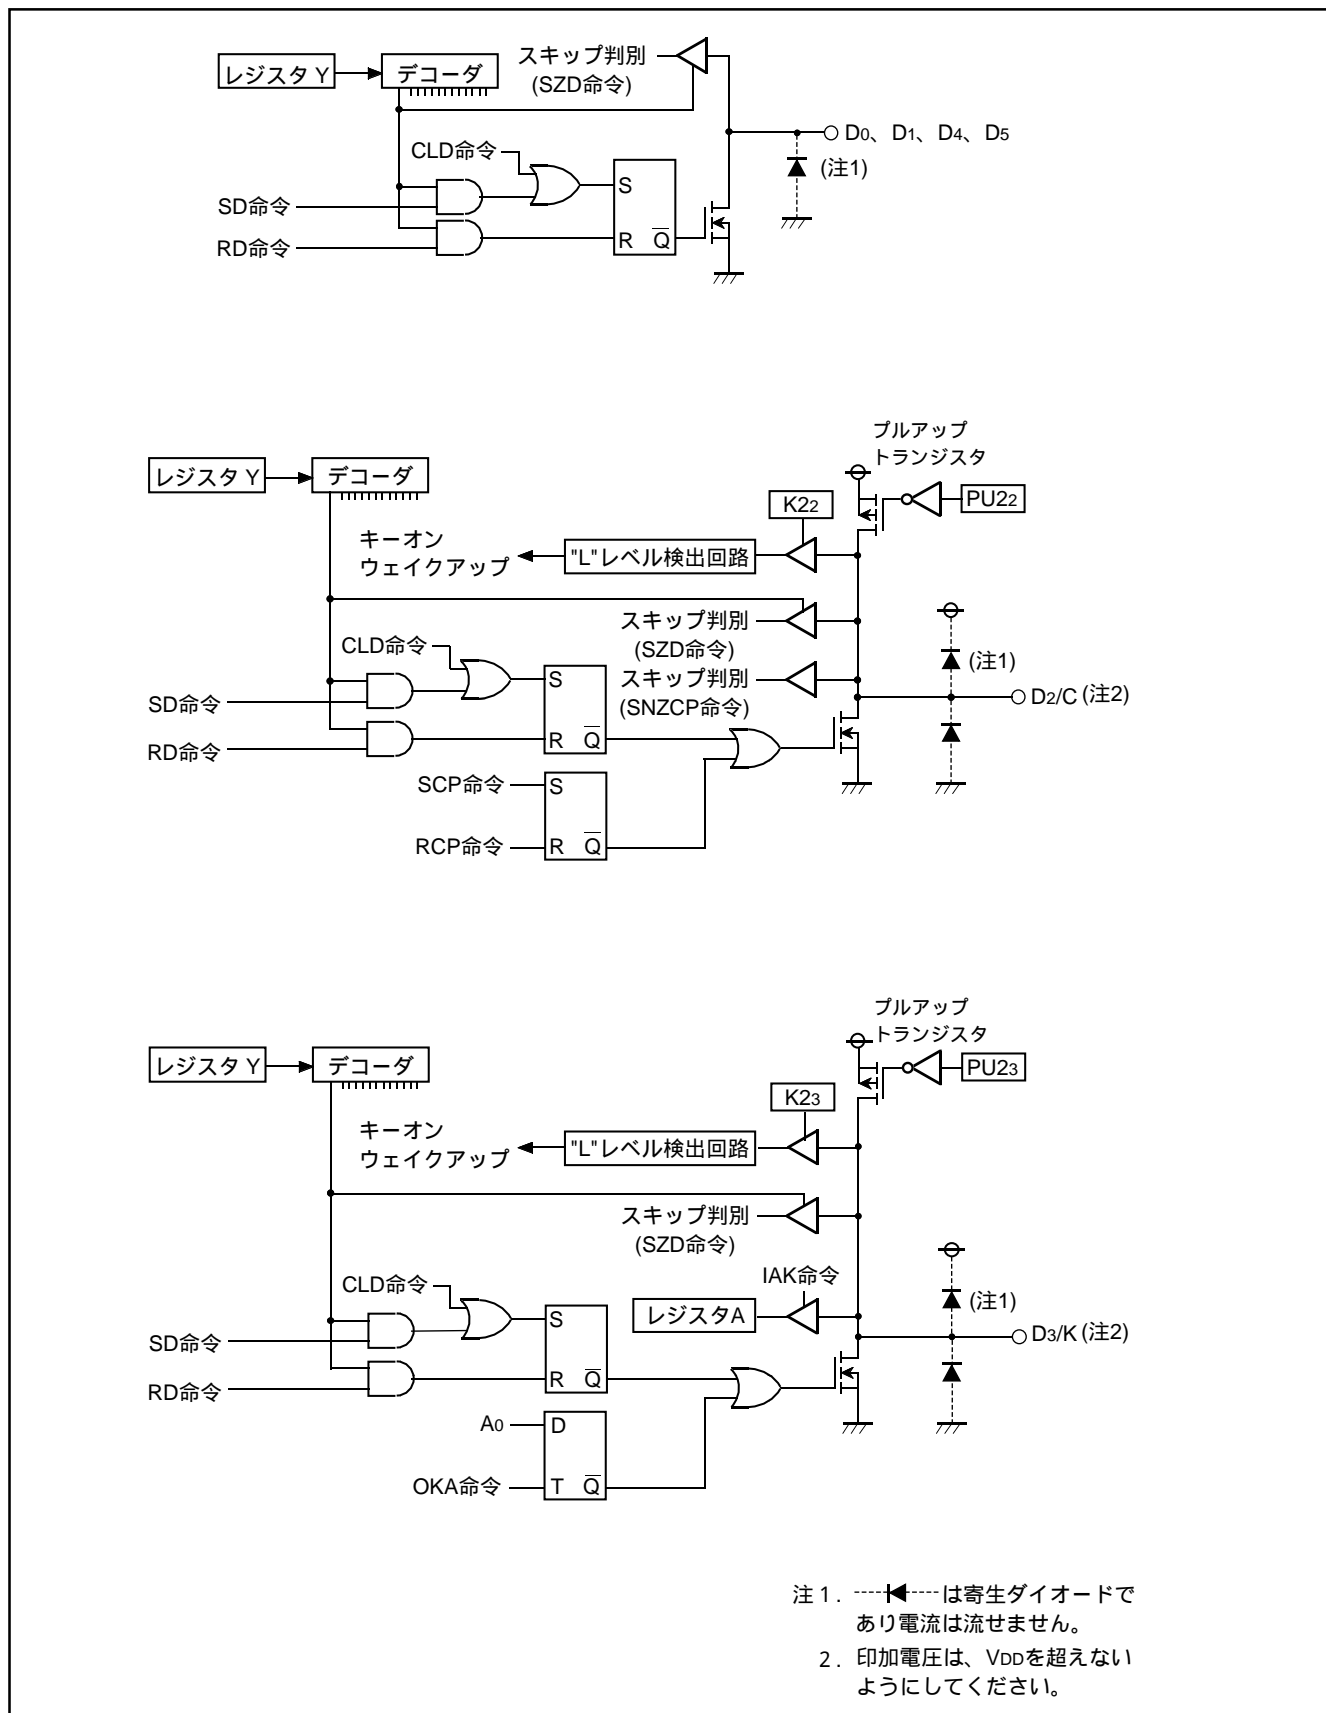 スキップ判別
(SZD命令)
レジスタ Y
デコーダ
D0、D1、D4、D5
(注1)
CLD命令
S
SD命令
R Q
RD命令
プルアップ
トランジスタ
レジスタ Y
デコーダ
K22
PU22
キーオン
ウェイクアップ
"L"レベル検出回路
スキップ判別
(SZD命令)
CLD命令
(注1)
S
スキップ判別
(SNZCP命令)
SD命令
D2/C (注2)
RD命令
R Q
SCP命令
S
RCP命令
R Q
プルアップ
トランジスタ
レジスタ Y
デコーダ
PU23
K23
キーオン
ウェイクアップ
"L"レベル検出回路
スキップ判別
(SZD命令)
IAK命令
CLD命令
(注1)
S
レジスタA
SD命令
D3/K (注2)
RD命令
R Q
A0
D
OKA命令
T Q
注 1. は寄生ダイオードで
あり電流は流せません。
2. 印加電圧は、VDDを超えない
ようにしてください。